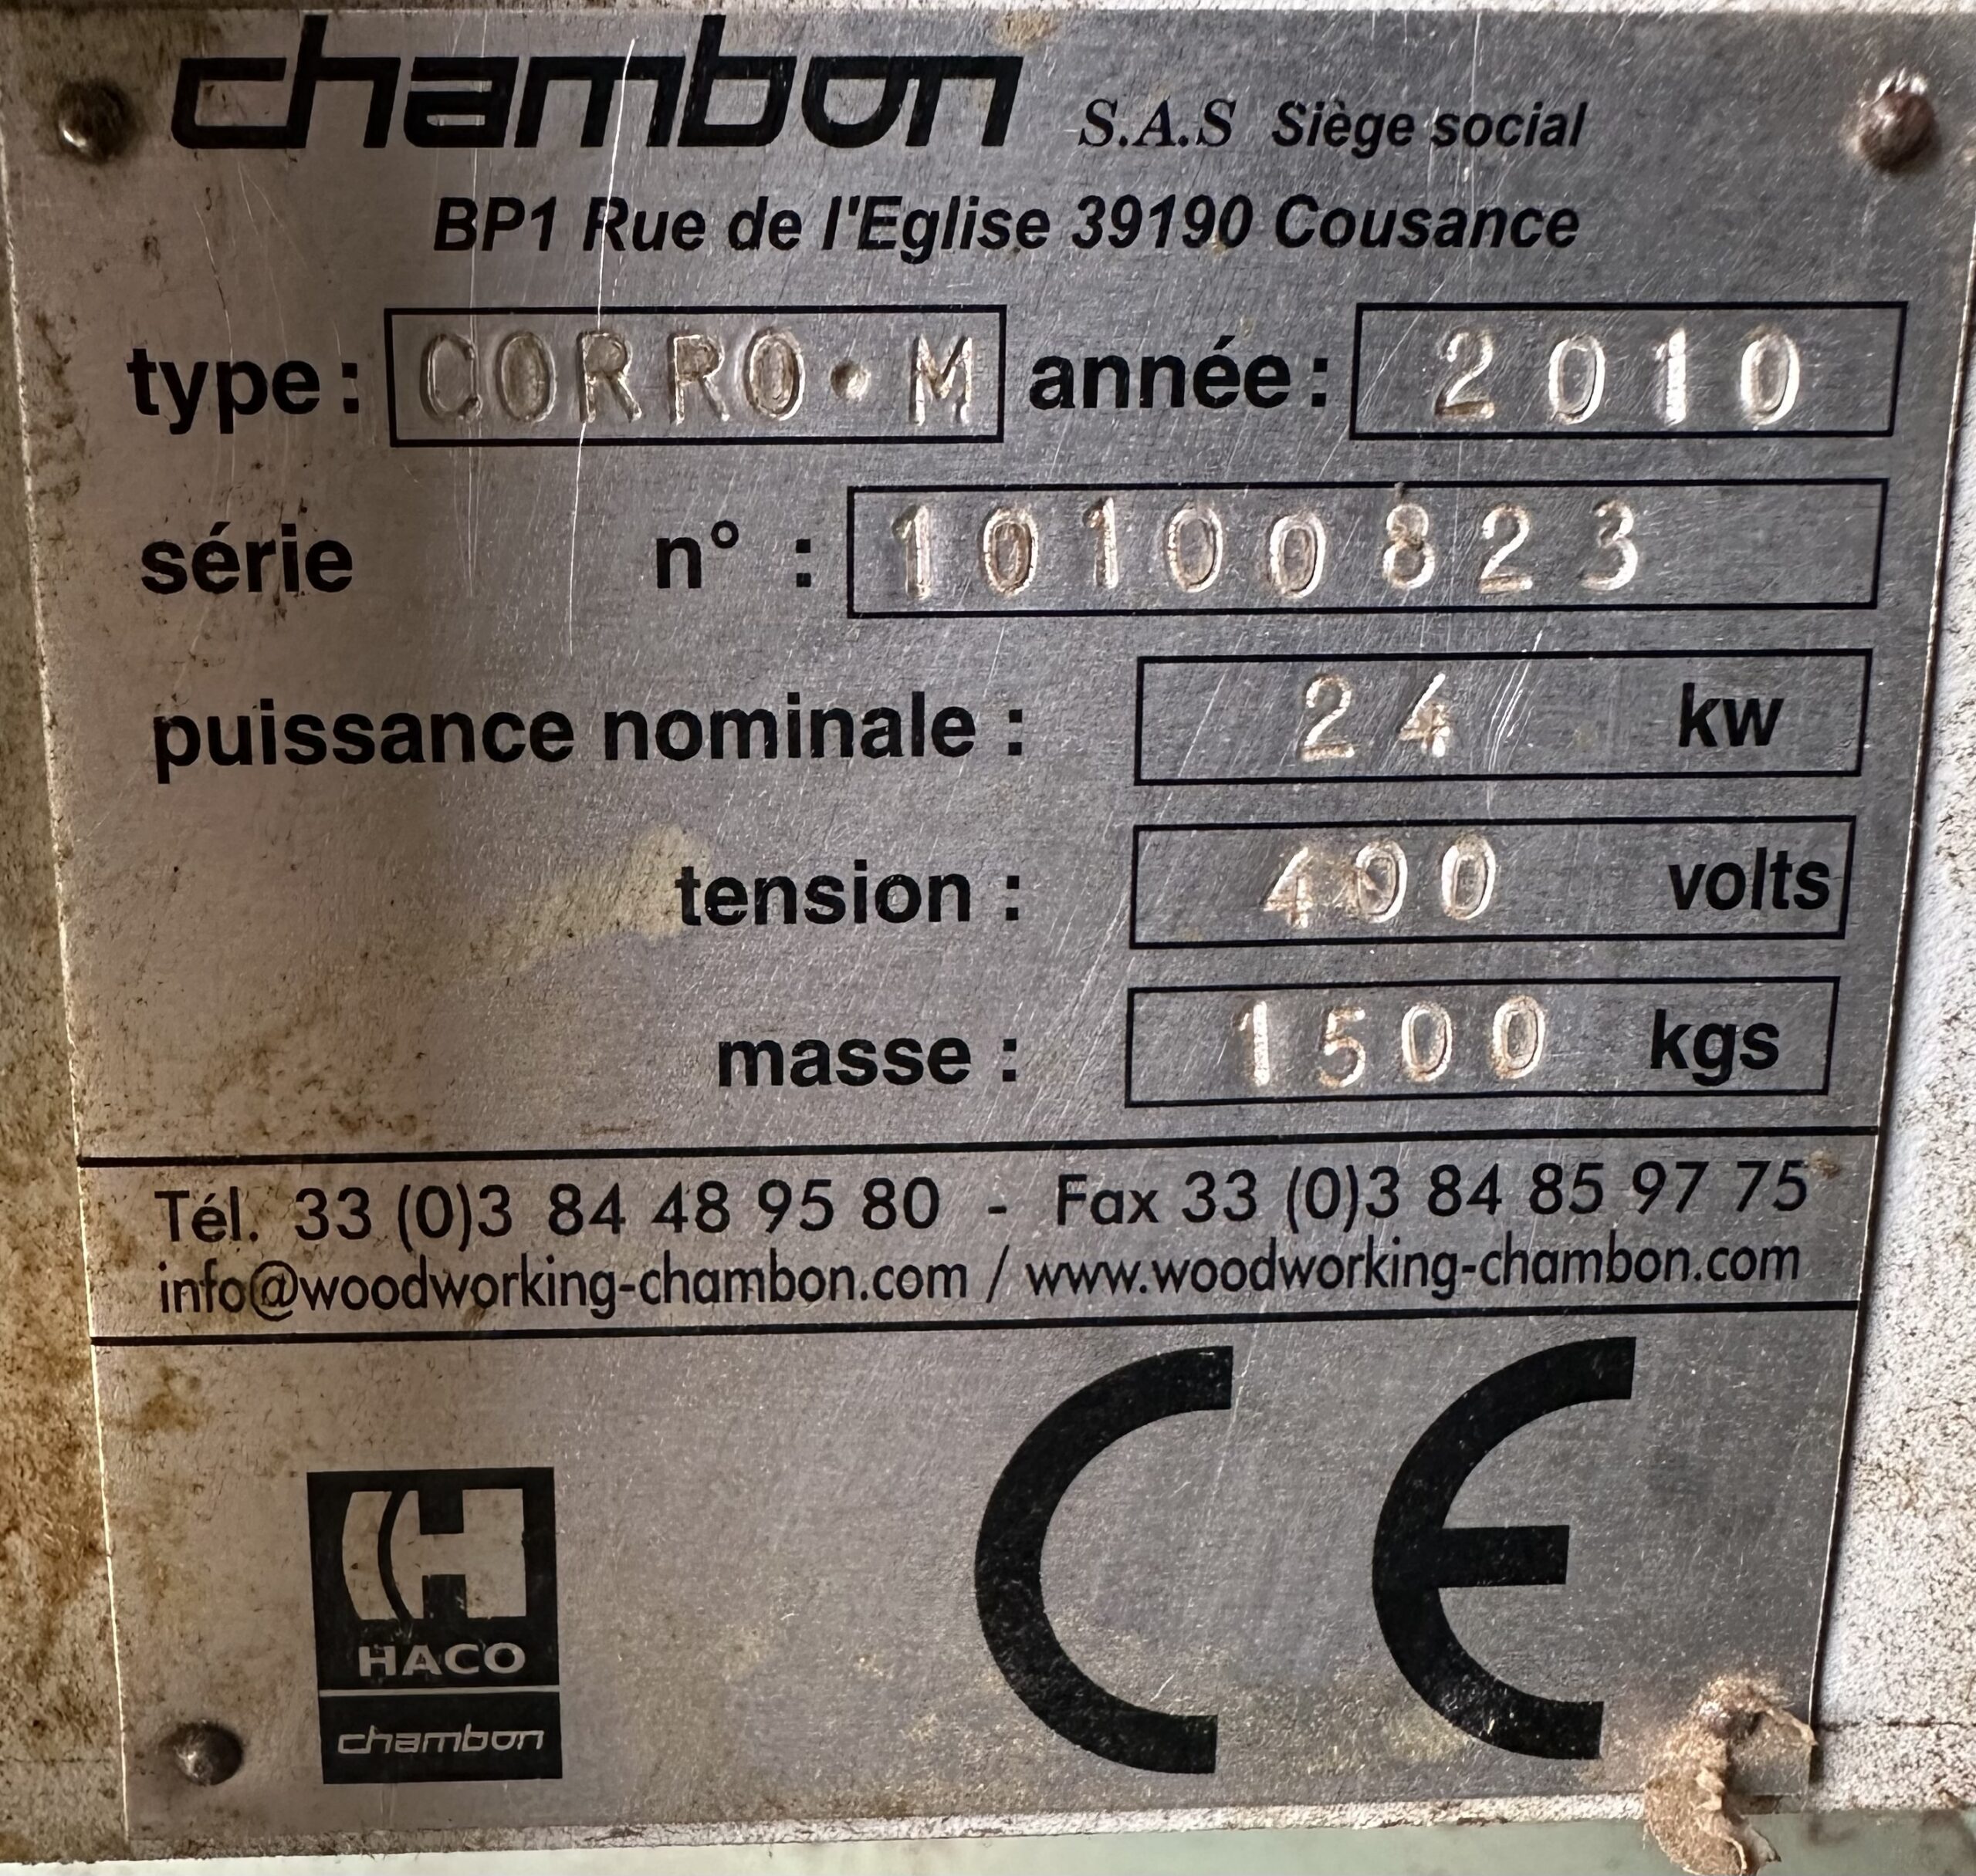 chambon S.A.S Siège social
BP1 Rue de l'Eglise 39190 Cousance
type : CORRO•M année : 2010
série n° : 10100823
puissance nominale : 24 kw
tension : 400 volts
masse : 1500 kgs
Tél. 33 (0)3 84 48 95 80 - Fax 33 (0)3 84 85 97 75
info@woodworking-chambon.com / www.woodworking-chambon.com
CE
H
HACO
chambon